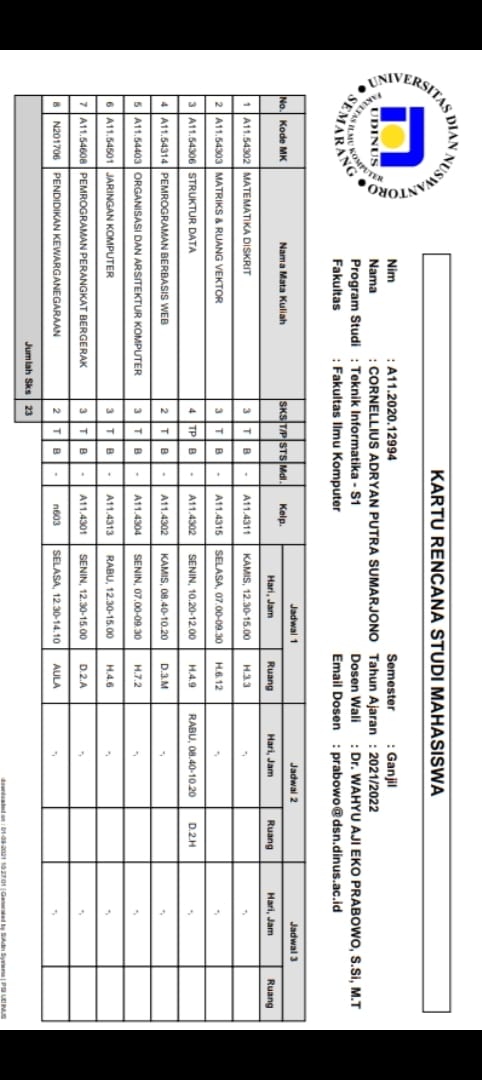 UNIVERSITAS DIAN NUSWANTORO
UDINUS
FAKULTAS ILMU KOMPUTER
SEMARANG
KARTU RENCANA STUDI MAHASISWA
Nim : A11.2020.12994 Semester : Ganjil
Nama : CORNELLIUS ADRYAN PUTRA SUMARJONO Tahun Ajaran : 2021/2022
Program Studi : Teknik Informatika - S1 Dosen Wali : Dr. WAHYU AJI EKO PRABOWO, S.Si, M.T
Fakultas : Fakultas Ilmu Komputer Email Dosen : prabowo@dsn.dinus.ac.id
No. Kode MK Nama Mata Kuliah SKS T/P STS Mdl. Kelp. Jadwal 1 Jadwal 2 Jadwal 3
Hari, Jam Ruang Hari, Jam Ruang Hari, Jam Ruang
1 A11.54302 MATEMATIKA DISKRIT 3 T B - A11.4311 KAMIS, 12.30-15.00 H.3.3 -, -,
2 A11.54303 MATRIKS & RUANG VEKTOR 3 T B - A11.4315 SELASA, 07.00-09.30 H.6.12 -, -,
3 A11.54306 STRUKTUR DATA 4 TP B - A11.4302 SENIN, 10.20-12.00 H.4.9 RABU, 08.40-10.20 D.2.H -,
4 A11.54314 PEMROGRAMAN BERBASIS WEB 2 T B - A11.4302 KAMIS, 08.40-10.20 D.3.M -, -,
5 A11.54403 ORGANISASI DAN ARSITEKTUR KOMPUTER 3 T B - A11.4304 SENIN, 07.00-09.30 H.7.2 -, -,
6 A11.54501 JARINGAN KOMPUTER 3 T B - A11.4313 RABU, 12.30-15.00 H.4.6 -, -,
7 A11.54608 PEMROGRAMAN PERANGKAT BERGERAK 3 T B - A11.4301 SENIN, 12.30-15.00 D.2.A -, -,
8 N201706 PENDIDIKAN KEWARGANEGARAAN 2 T B - n603 SELASA, 12.30-14.10 AULA -, -,
Jumlah Sks 23
downloaded on : 01-09-2021 10:27:01 | Generated by SiAdin Systems | PSI UDINUS